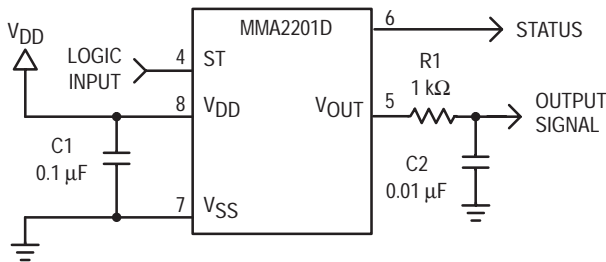 VDD
LOGIC
INPUT
4
ST
MMA2201D
6
STATUS
8
VDD
VOUT
5
R1
1 kΩ
OUTPUT
SIGNAL
C1
0.1 μF
C2
0.01 μF
7
VSS